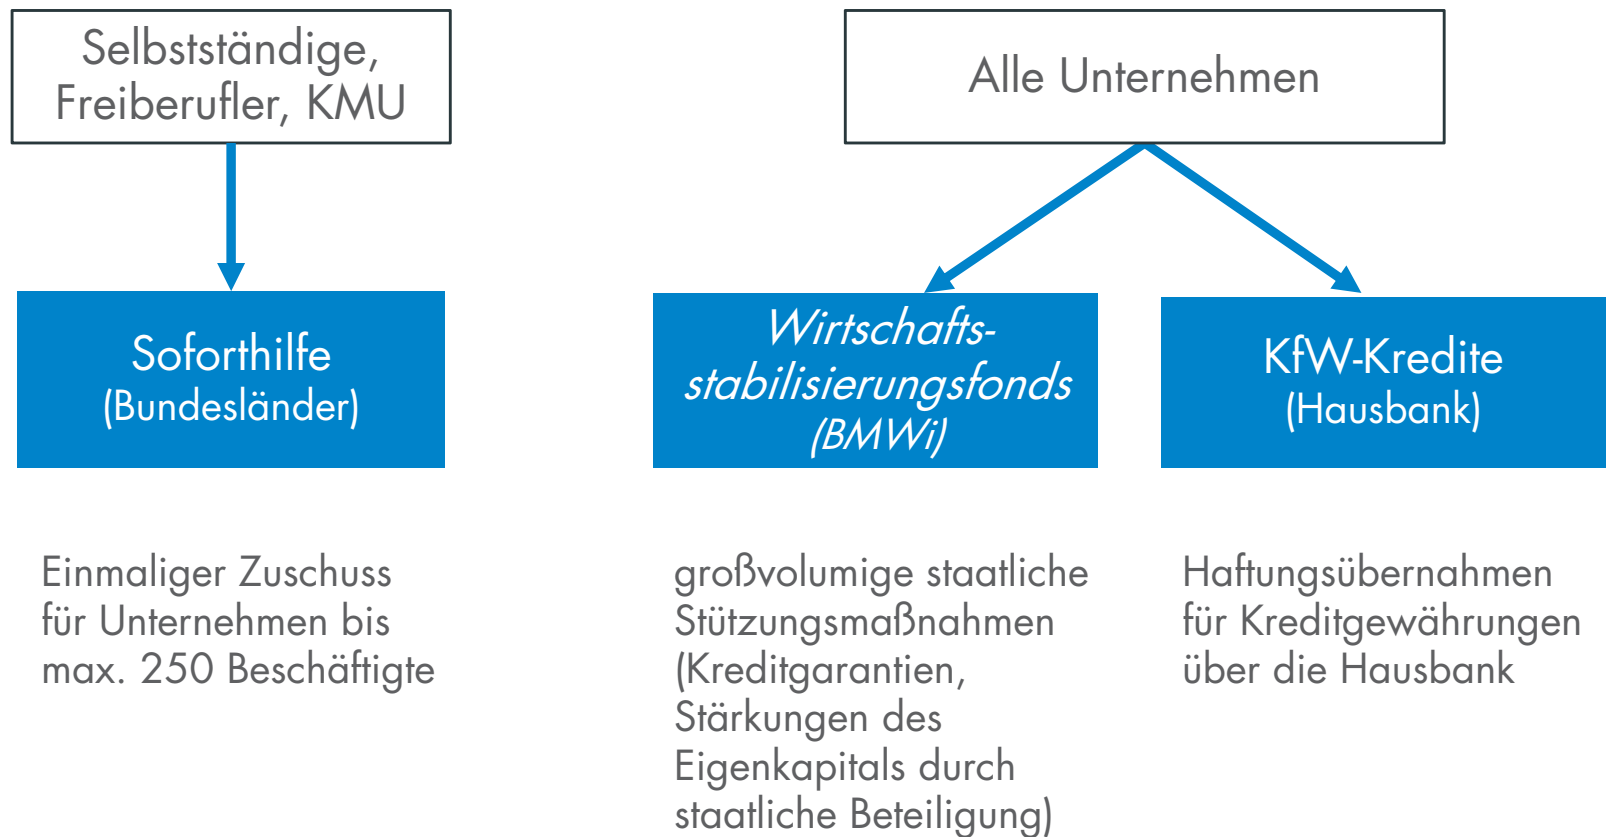 Selbstständige,
Freiberufler, KMU
Alle Unternehmen
Soforthilfe
(Bundesländer)
Wirtschafts-
stabilisierungsfonds
(BMWi)
KfW-Kredite
(Hausbank)
Einmaliger Zuschuss
für Unternehmen bis
max. 250 Beschäftigte
großvolumige staatliche
Stützungsmaßnahmen
(Kreditgarantien,
Stärkungen des
Eigenkapitals durch
staatliche Beteiligung)
Haftungsübernahmen
für Kreditgewährungen
über die Hausbank